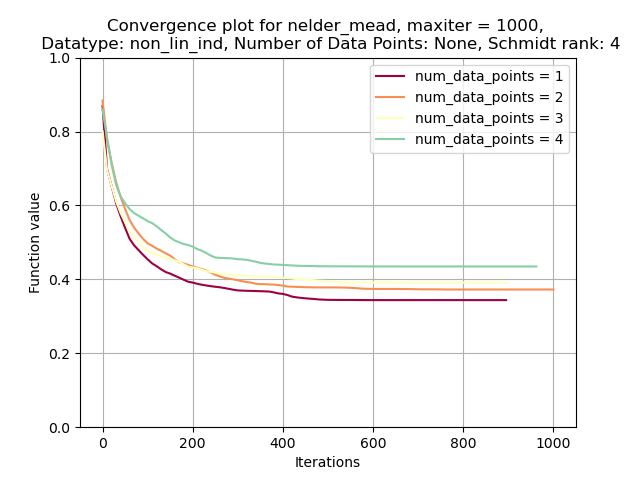 Convergence plot for nelder_mead, maxiter = 1000,
Datatype: non_lin_ind, Number of Data Points: None, Schmidt rank: 4
num_data_points = 1
num_data_points = 2
num_data_points = 3
num_data_points = 4
Function value
1.0
0.8
0.6
0.4
0.2
0.0
0 200 400 600 800 1000
Iterations